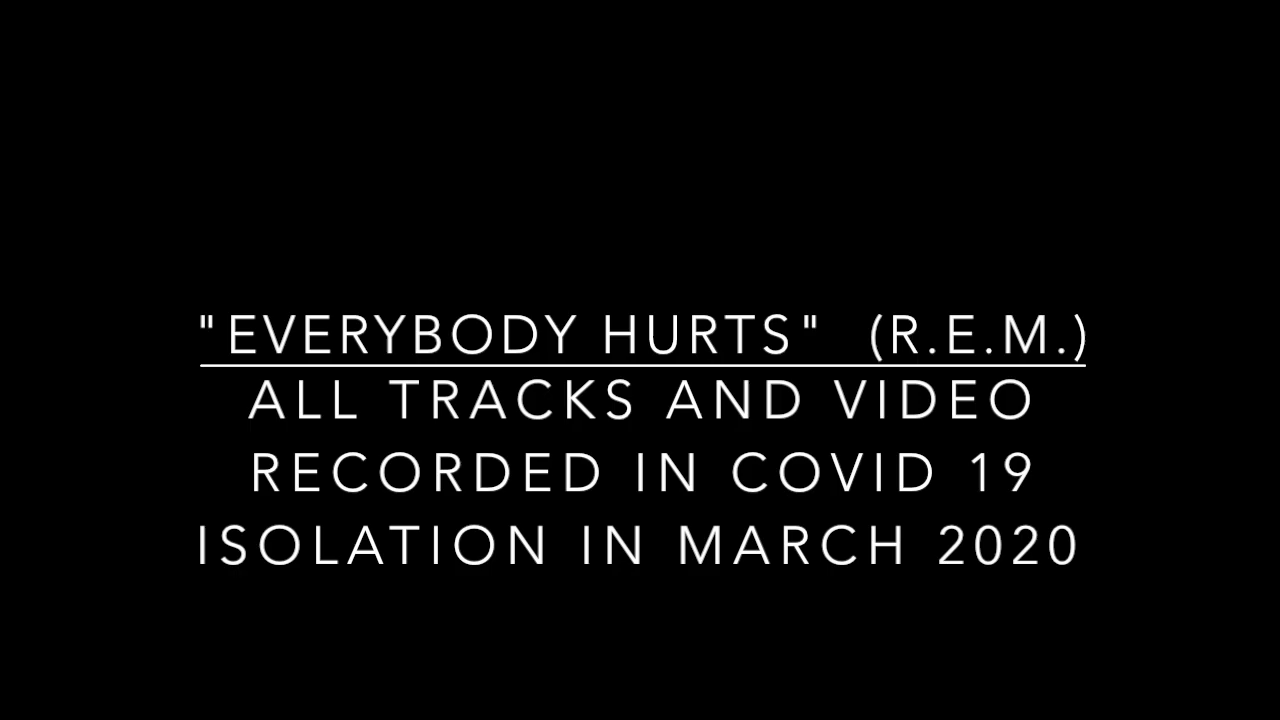 "EVERYBODY HURTS" (R.E.M.)
ALL TRACKS AND VIDEO
RECORDED IN COVID 19
ISOLATION IN MARCH 2020